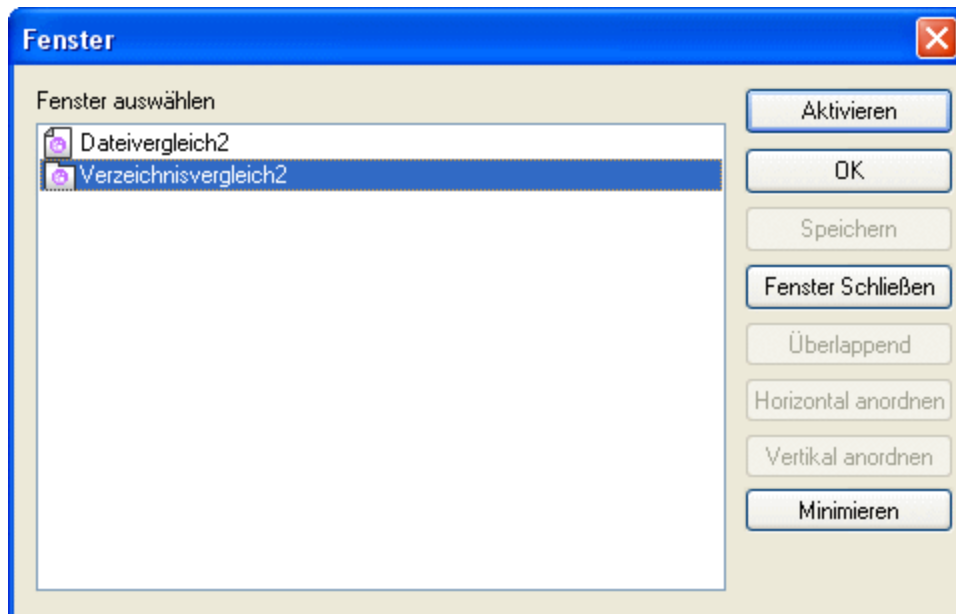 Fenster
Fenster auswählen
Dateivergleich2
Verzeichnisvergleich2
Aktivieren
OK
Speichern
Fenster Schließen
Überlappend
Horizontal anordnen
Vertikal anordnen
Minimieren